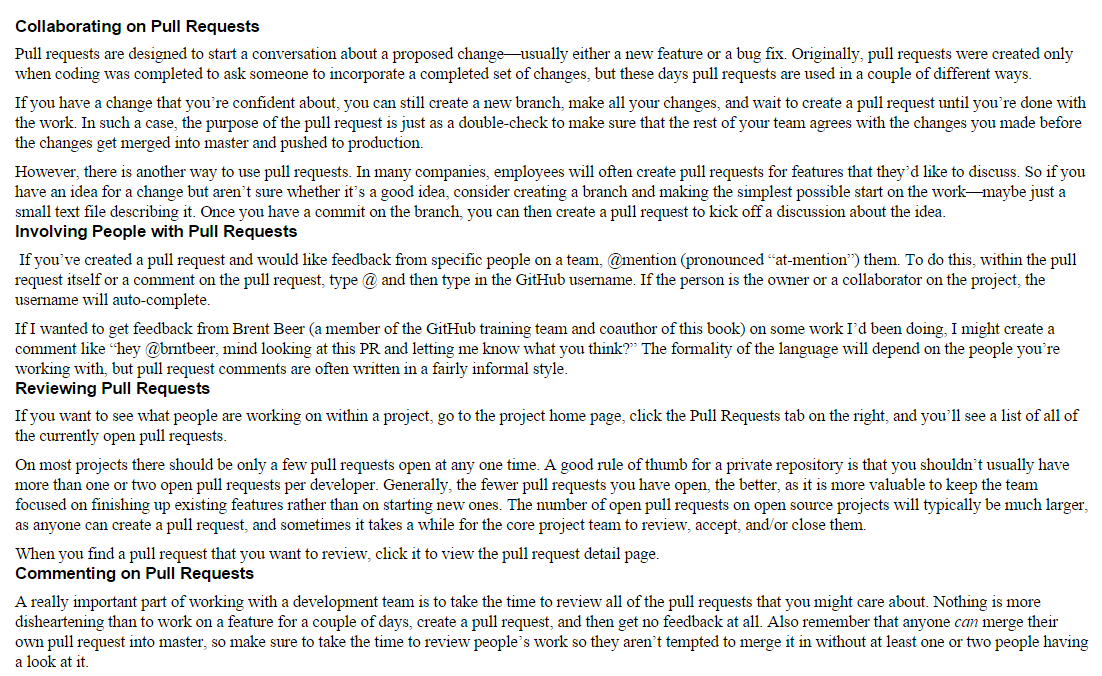 Collaborating on Pull Requests
Pull requests are designed to start a conversation about a proposed change—usually either a new feature or a bug fix. Originally, pull requests were created only
when coding was completed to ask someone to incorporate a completed set of changes, but these days pull requests are used in a couple of different ways.
If you have a change that you’re confident about, you can still create a new branch, make all your changes, and wait to create a pull request until you’re done with
the work. In such a case, the purpose of the pull request is just as a double-check to make sure that the rest of your team agrees with the changes you made before
the changes get merged into master and pushed to production.
However, there is another way to use pull requests. In many companies, employees will often create pull requests for features that they’d like to discuss. So if you
have an idea for a change but aren’t sure whether it’s a good idea, consider creating a branch and making the simplest possible start on the work—maybe just a
small text file describing it. Once you have a commit on the branch, you can then create a pull request to kick off a discussion about the idea.
Involving People with Pull Requests
If you’ve created a pull request and would like feedback from specific people on a team, @mention (pronounced “at-mention”) them. To do this, within the pull
request itself or a comment on the pull request, type @ and then type in the GitHub username. If the person is the owner or a collaborator on the project, the
username will auto-complete.
If I wanted to get feedback from Brent Beer (a member of the GitHub training team and coauthor of this book) on some work I’d been doing, I might create a
comment like “hey @brntbeer, mind looking at this PR and letting me know what you think?” The formality of the language will depend on the people you’re
working with, but pull request comments are often written in a fairly informal style.
Reviewing Pull Requests
If you want to see what people are working on within a project, go to the project home page, click the Pull Requests tab on the right, and you’ll see a list of all of
the currently open pull requests.
On most projects there should be only a few pull requests open at any one time. A good rule of thumb for a private repository is that you shouldn’t usually have
more than one or two open pull requests per developer. Generally, the fewer pull requests you have open, the better, as it is more valuable to keep the team
focused on finishing up existing features rather than on starting new ones. The number of open pull requests on open source projects will typically be much larger,
as anyone can create a pull request, and sometimes it takes a while for the core project team to review, accept, and/or close them.
When you find a pull request that you want to review, click it to view the pull request detail page.
Commenting on Pull Requests
A really important part of working with a development team is to take the time to review all of the pull requests that you might care about. Nothing is more
disheartening than to work on a feature for a couple of days, create a pull request, and then get no feedback at all. Also remember that anyone can merge their
own pull request into master, so make sure to take the time to review people’s work so they aren’t tempted to merge it in without at least one or two people having
a look at it.